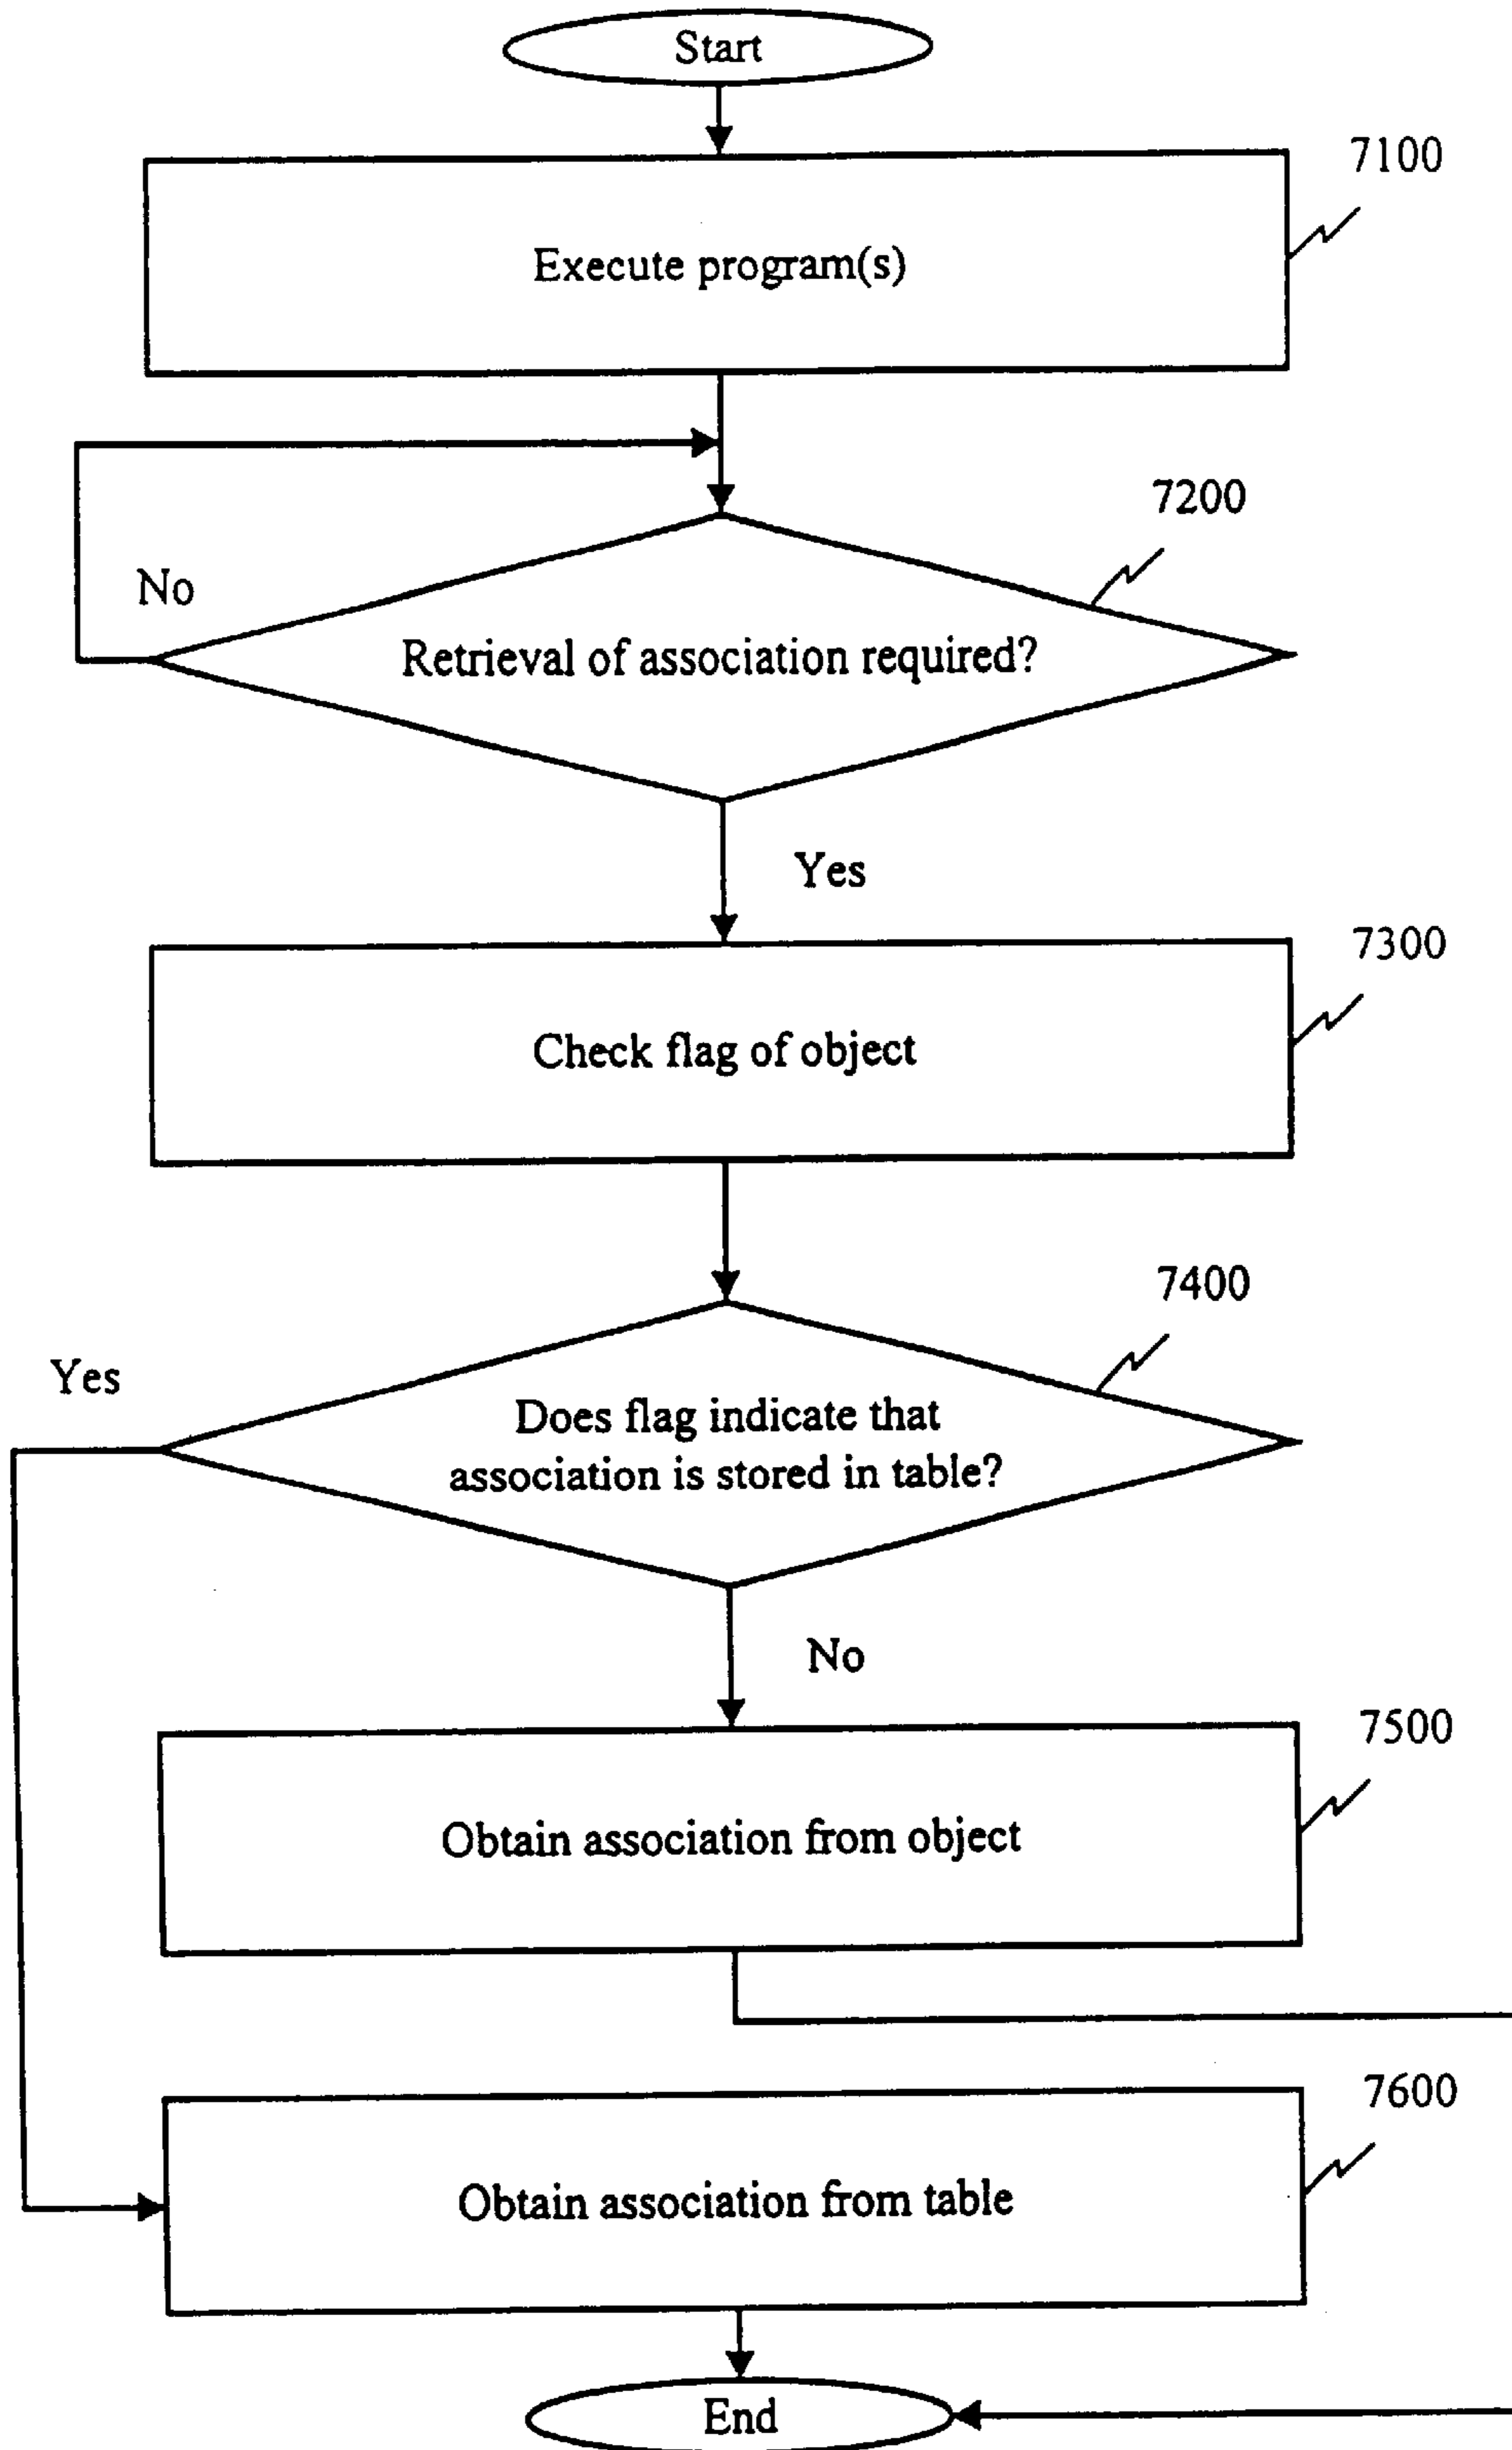 Start
7100
Execute program(s)
7200
No
Retrieval of association required?
Yes
7300
Check flag of object
7400
Yes
Does flag indicate that
association is stored in table?
No
7500
Obtain association from object
7600
Obtain association from table
End